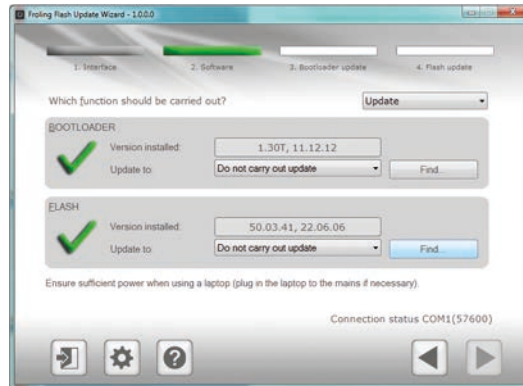 Froling Flash Update Wizard - 1.0.0.0
1. Interface
2. Software
3. Bootloader update
4. Flash update
Which function should be carried out?
Update
BOOTLOADER
Version installed:
1.30T, 11.12.12
Update to
Do not carry out update
Find...
FLASH
Version installed:
50.03.41, 22.06.06
Update to
Do not carry out update
Find...
Ensure sufficient power when using a laptop (plug in the laptop to the mains if necessary).
Connection status COM1(57600)
?